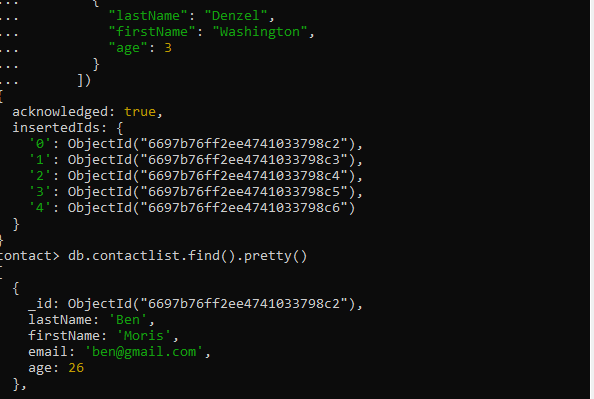 ...         {
...           "lastName": "Denzel",
...           "firstName": "Washington",
...           "age": 3
...         }
...       ])
{
  acknowledged: true,
  insertedIds: {
    '0': ObjectId("6697b76ff2ee4741033798c2"),
    '1': ObjectId("6697b76ff2ee4741033798c3"),
    '2': ObjectId("6697b76ff2ee4741033798c4"),
    '3': ObjectId("6697b76ff2ee4741033798c5"),
    '4': ObjectId("6697b76ff2ee4741033798c6")
  }
}
contact> db.contactlist.find().pretty()
[
  {
    _id: ObjectId("6697b76ff2ee4741033798c2"),
    lastName: 'Ben',
    firstName: 'Moris',
    email: 'ben@gmail.com',
    age: 26
  },